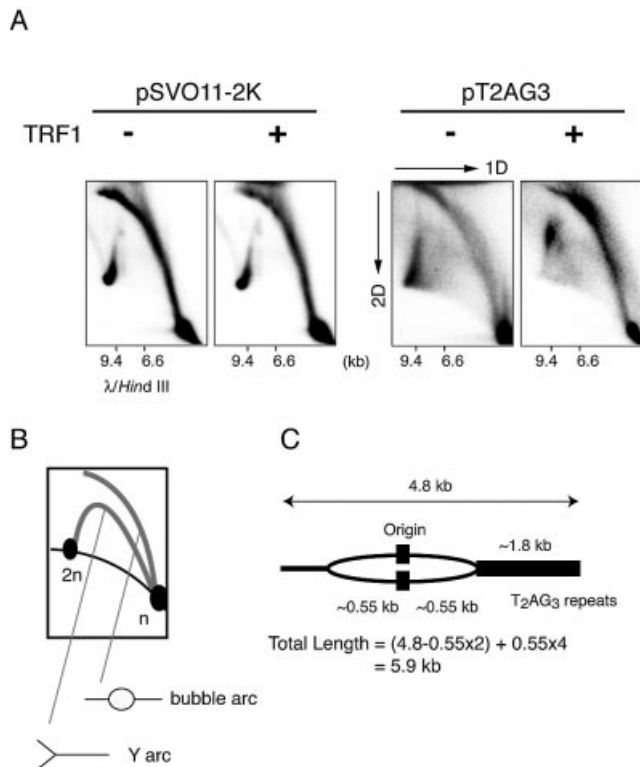 A
pSVO11-2K pT2AG3
TRF1 - + - +
1D
2D
9.4 6.6 9.4 6.6 (kb) 9.4 6.6 9.4 6.6
λ/Hind III
B
2n
n
bubble arc
Y arc
C
4.8 kb
Origin
~1.8 kb
~0.55 kb ~0.55 kb
T₂AG₃ repeats
Total Length = (4.8-0.55x2) + 0.55x4
= 5.9 kb